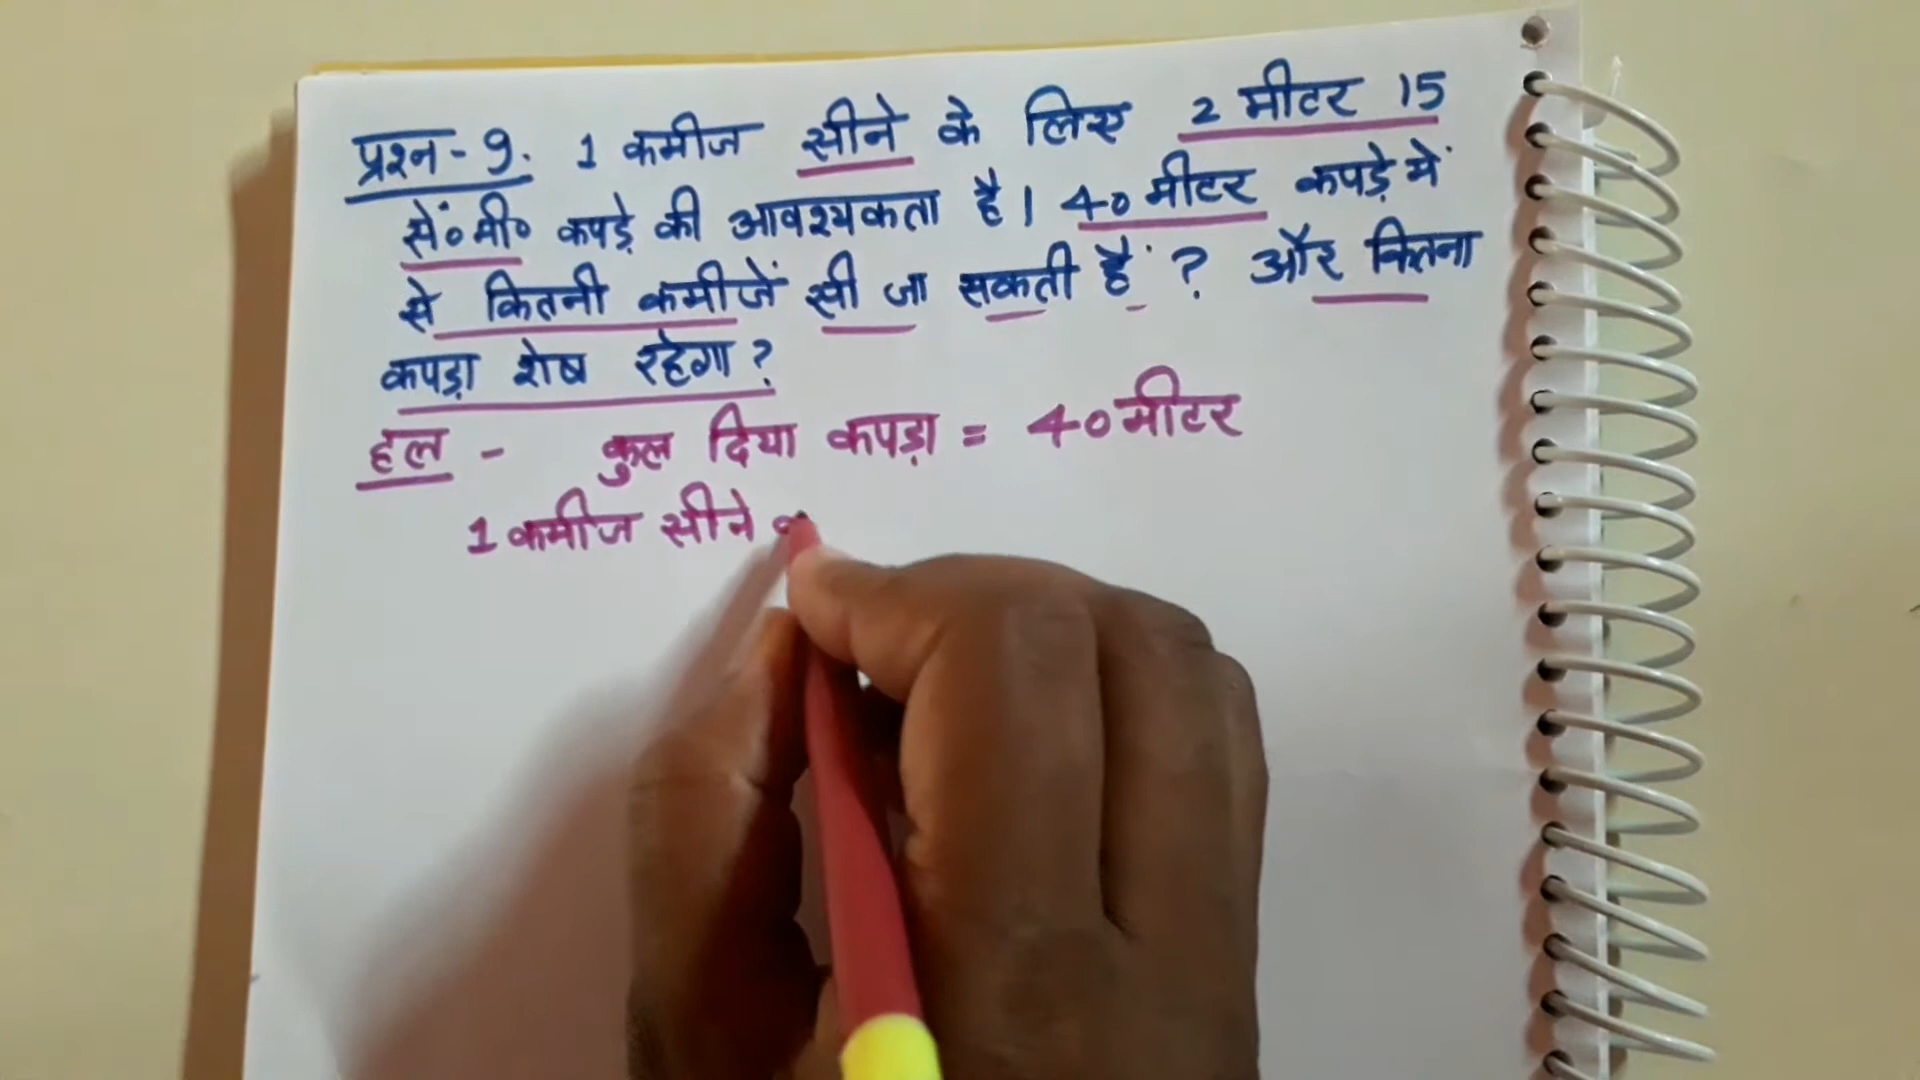 प्रश्न-9. 1 कमीज सीने के लिए 2 मीटर 15
सें०मी० कपड़े की आवश्यकता है। 40 मीटर कपड़े में
से कितनी कमीजें सी जा सकती हैं ? और कितना
कपड़ा शेष रहेगा?
हल - कुल दिया कपड़ा = 40 मीटर
1 कमीज सीने